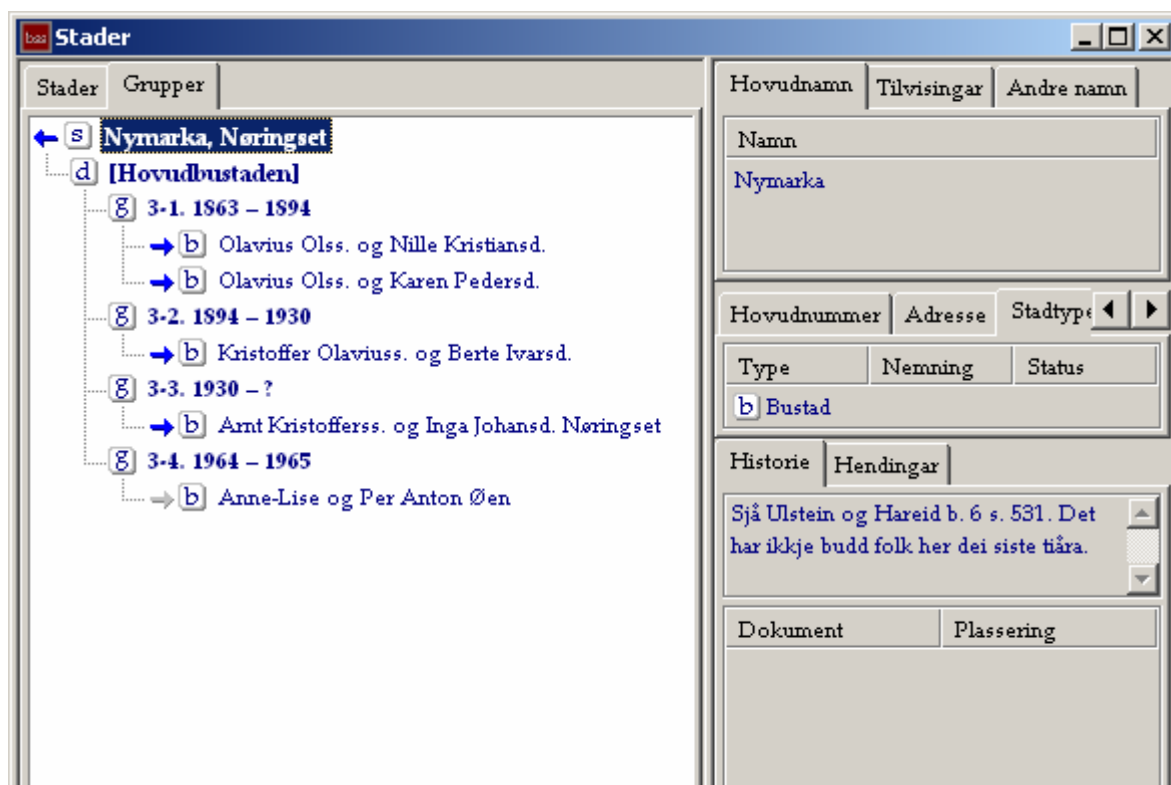 bas Stader
Stader Grupper
s Nymarka, Nøringset
d [Hovudbustaden]
g 3-1. 1863 – 1894
b Olavius Olss. og Nille Kristiansd.
b Olavius Olss. og Karen Pedersd.
g 3-2. 1894 – 1930
b Kristoffer Olaviuss. og Berte Ivarsd.
g 3-3. 1930 – ?
b Arnt Kristofferss. og Inga Johansd. Nøringset
g 3-4. 1964 – 1965
b Anne-Lise og Per Anton Øen
Hovudnamn Tilvisingar Andre namn
Namn
Nymarka
Hovudnummer Adresse Stadtype
Type Nemning Status
b Bustad
Historie Hendingar
Sjå Ulstein og Hareid b. 6 s. 531. Det
har ikkje budd folk her dei siste tiåra.
Dokument Plassering